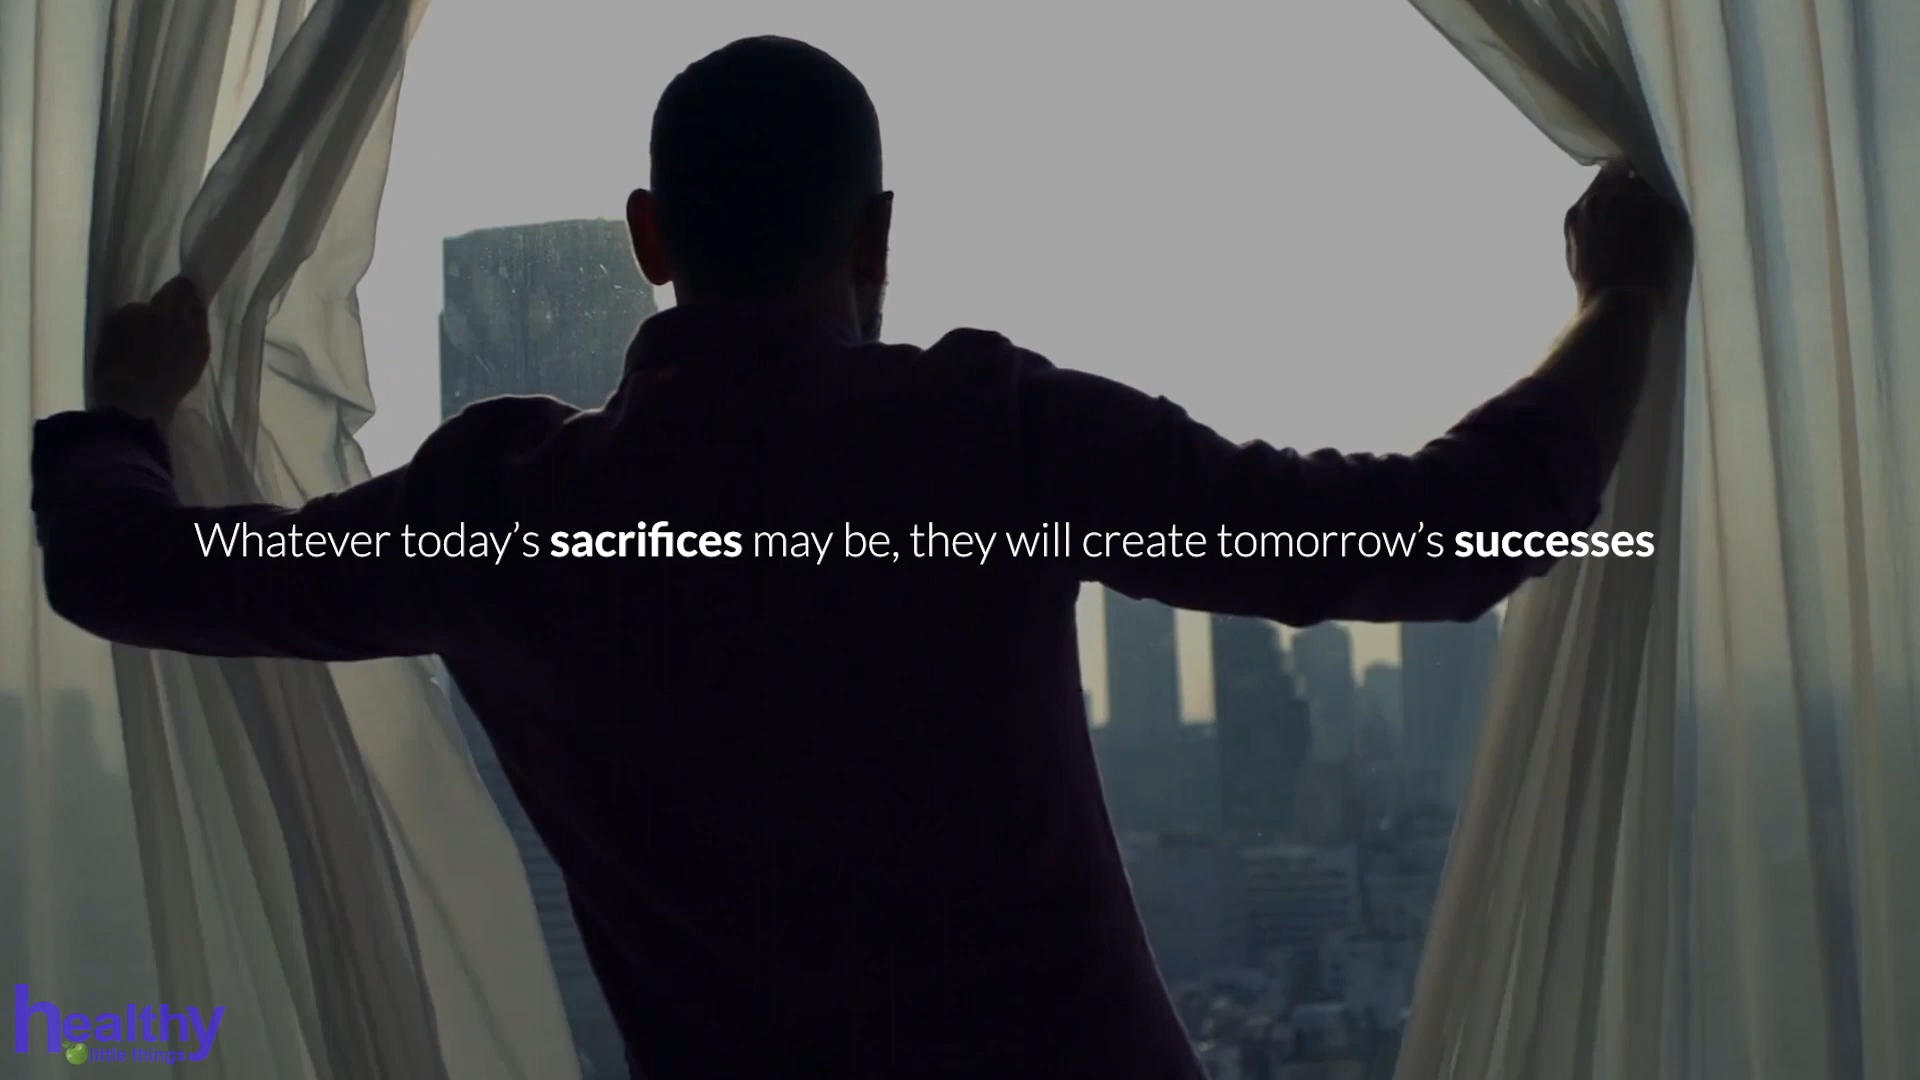 Whatever today’s sacrifices may be, they will create tomorrow’s successes
healthy
little things